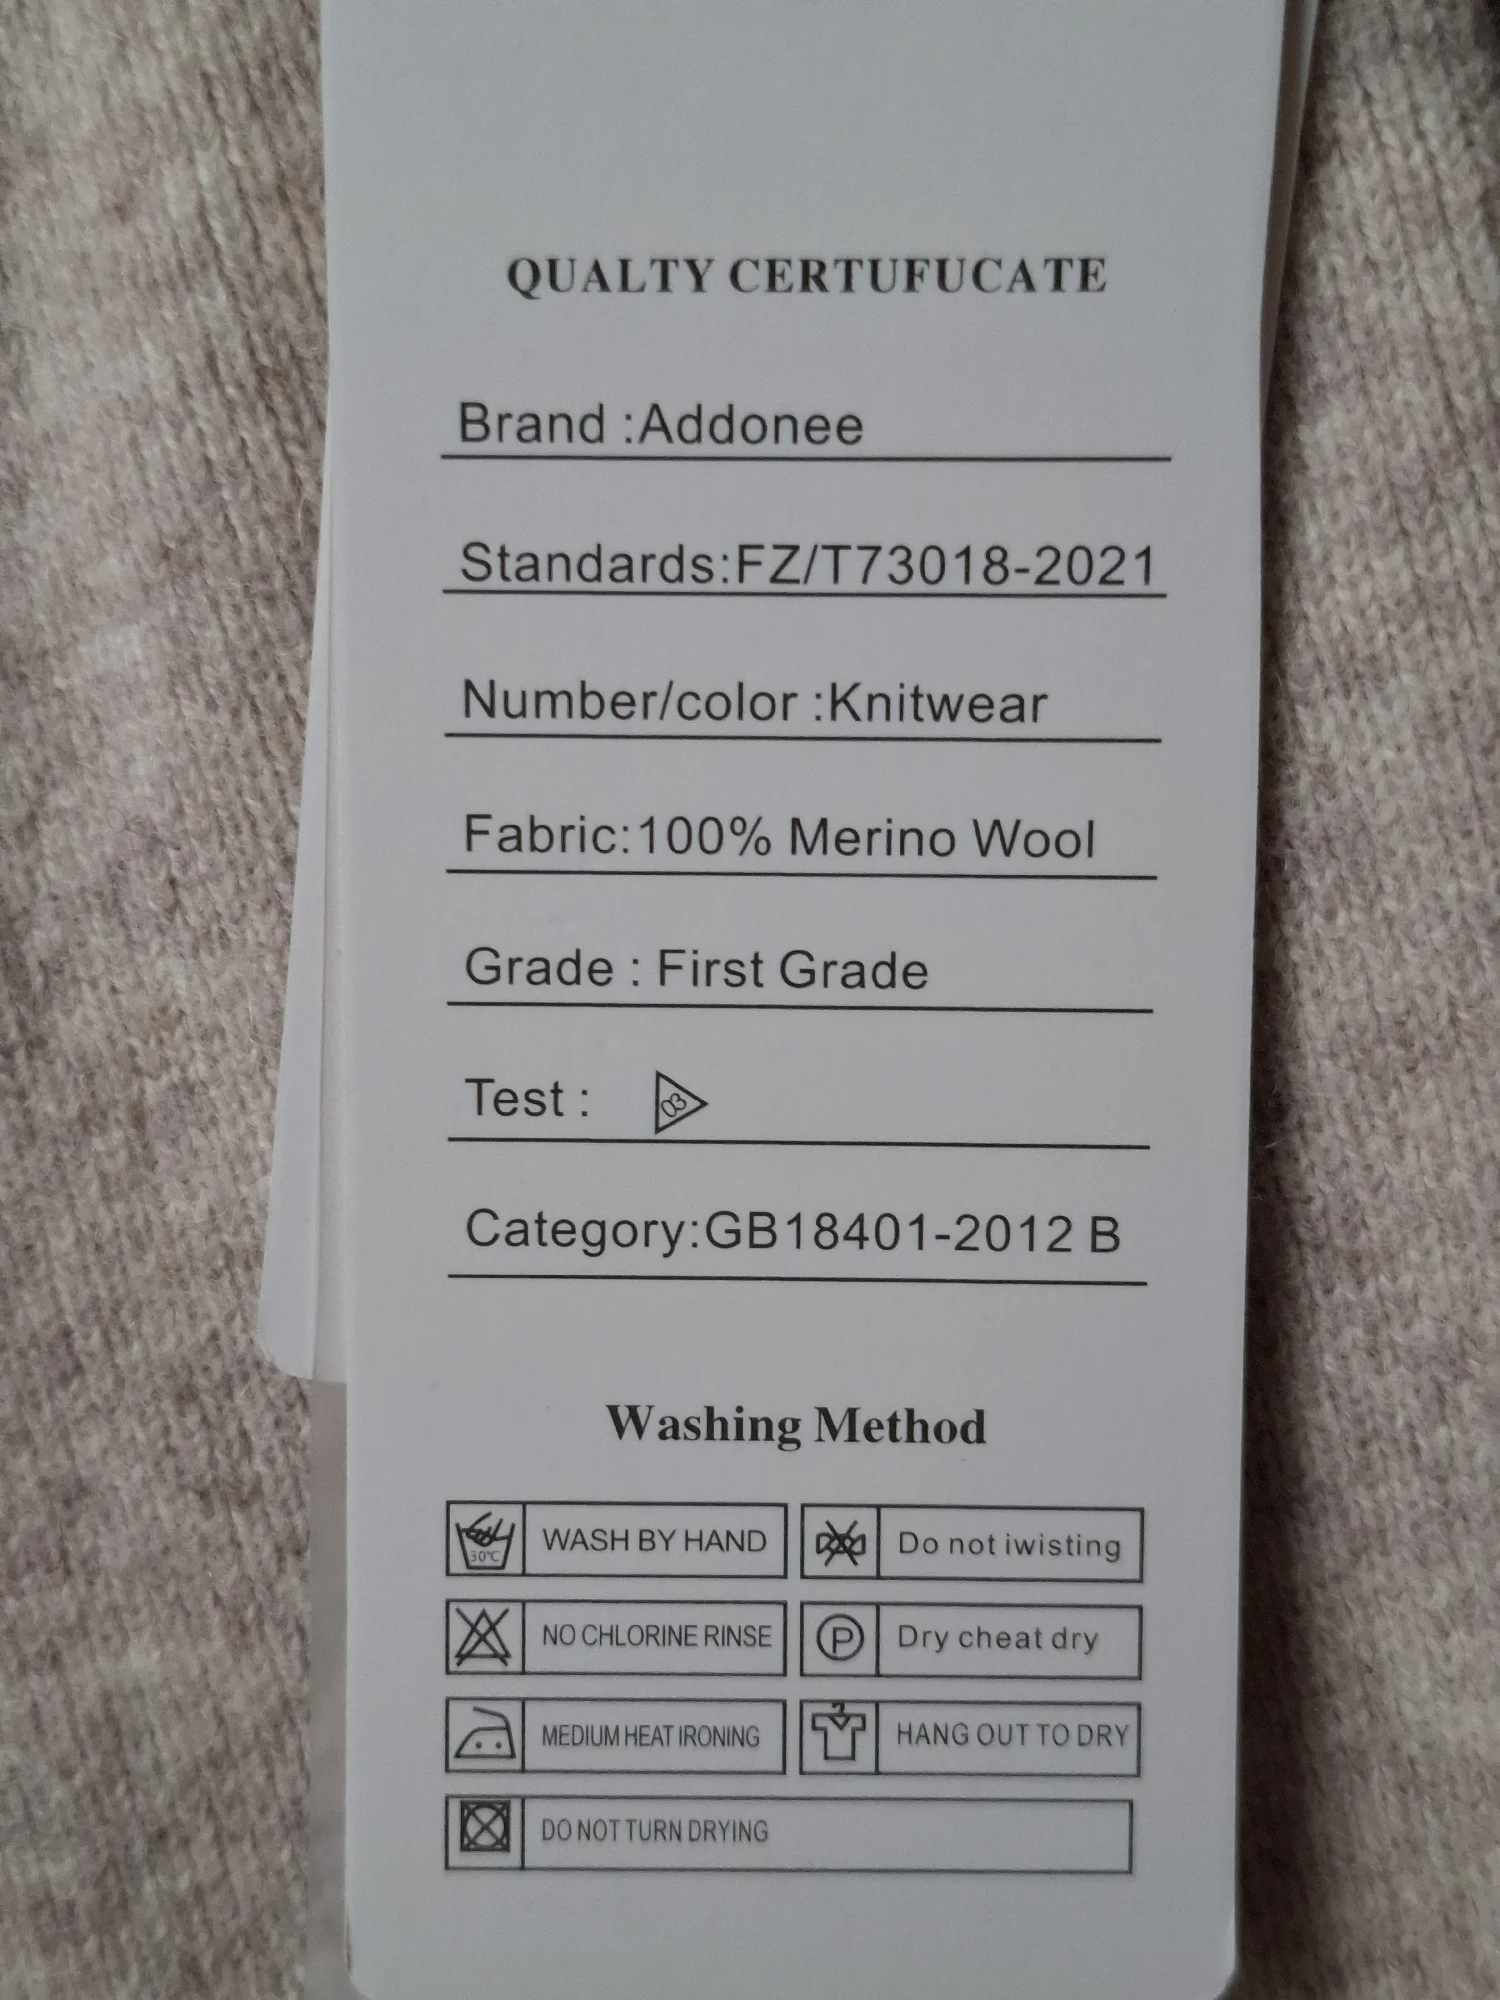 QUALTY CERTUFUCATE
Brand :Addonee
Standards:FZ/T73018-2021
Number/color :Knitwear
Fabric:100% Merino Wool
Grade : First Grade
Test : 03
Category:GB18401-2012 B
Washing Method
30℃ WASH BY HAND
Do not iwisting
NO CHLORINE RINSE
P Dry cheat dry
MEDIUM HEAT IRONING
HANG OUT TO DRY
DO NOT TURN DRYING